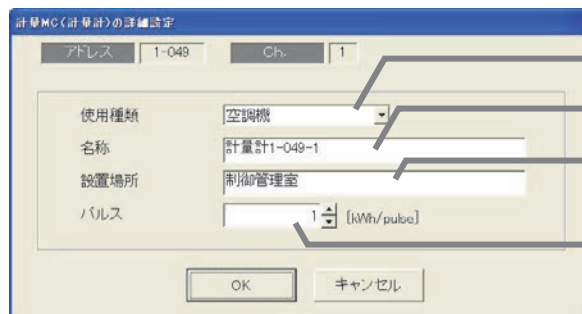 計量MC(計量計)の詳細設定
アドレス 1-049 Ch. 1
使用種類 空調機
名称 計量計1-049-1
設置場所 制御管理室
パルス 1 [kWh/pulse]
OK キャンセル